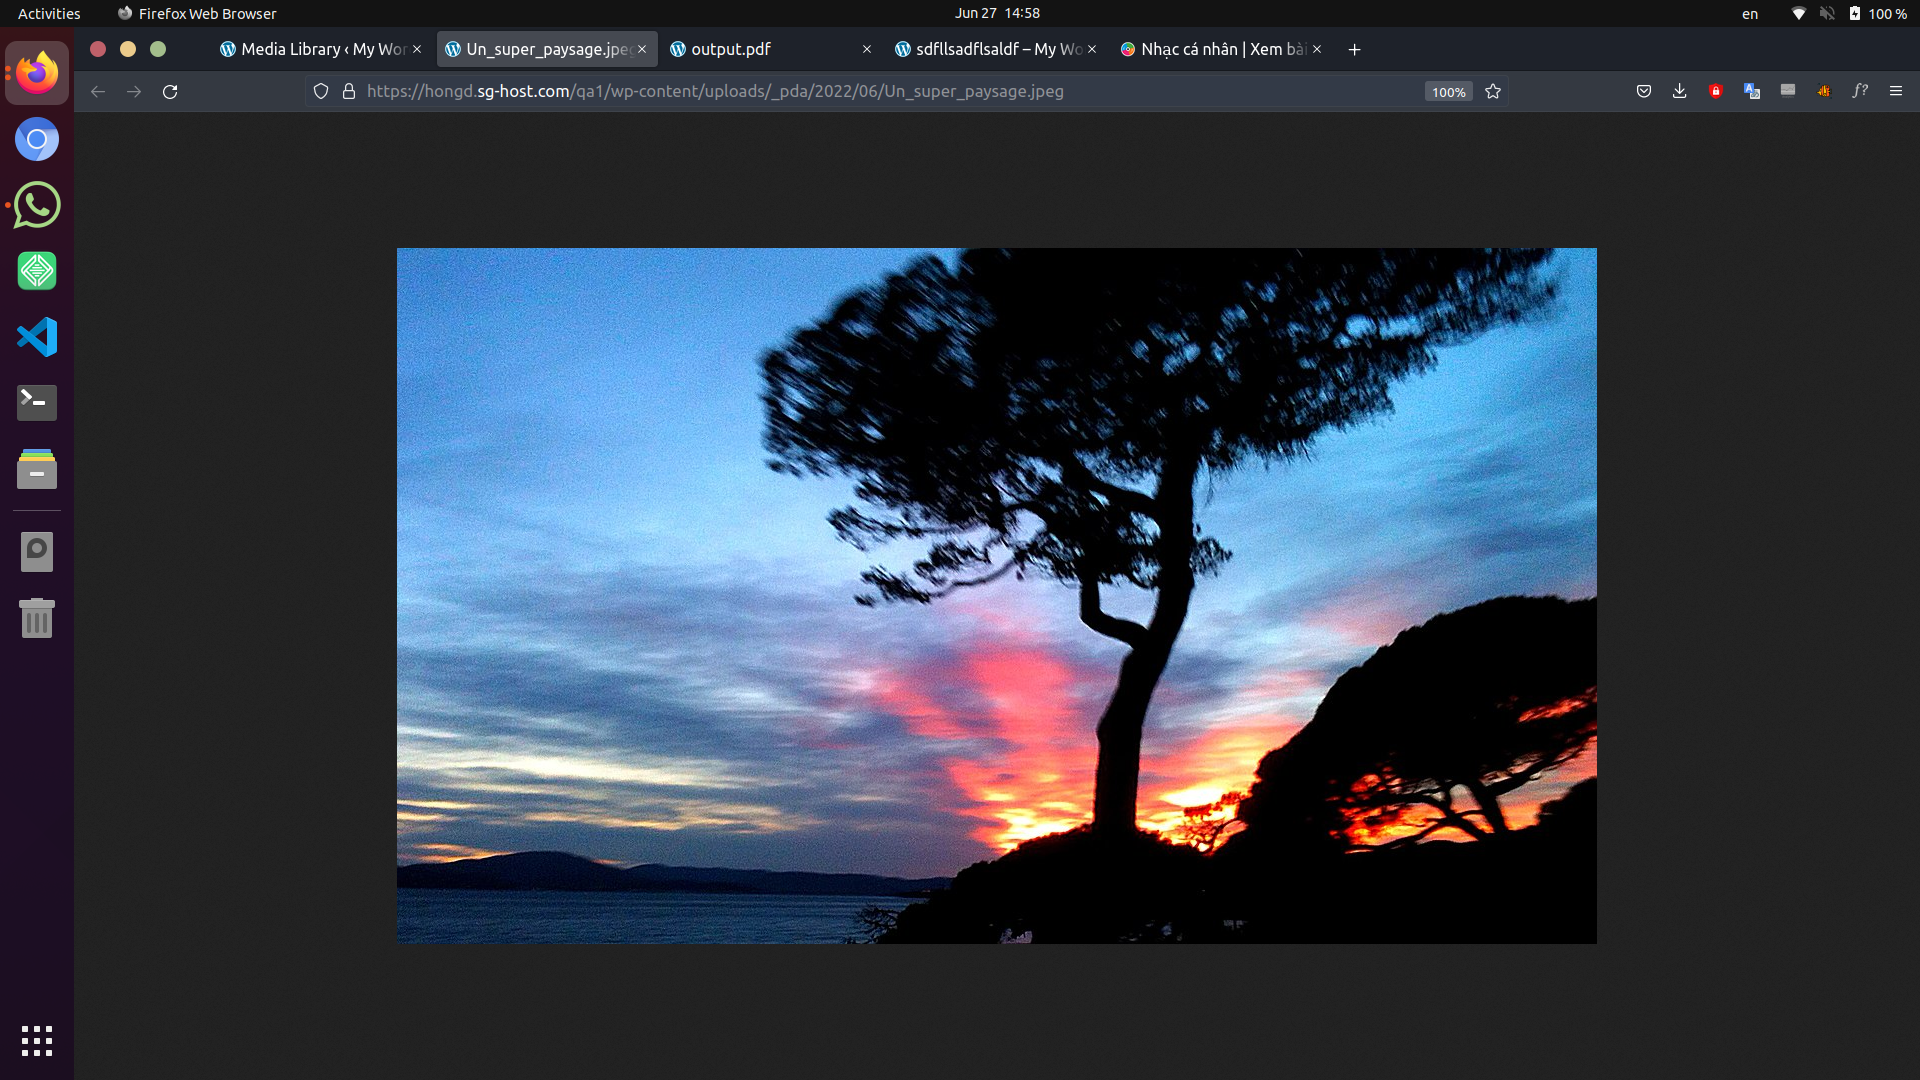 Activities
Firefox Web Browser
Jun 27 14:58
en
100 %
Media Library ‹ My Wor
Un_super_paysage.jpeg
output.pdf
sdfllsadflsaldf – My Wo
Nhạc cá nhân | Xem bài
https://hongd.sg-host.com/qa1/wp-content/uploads/_pda/2022/06/Un_super_paysage.jpeg
100%
f?